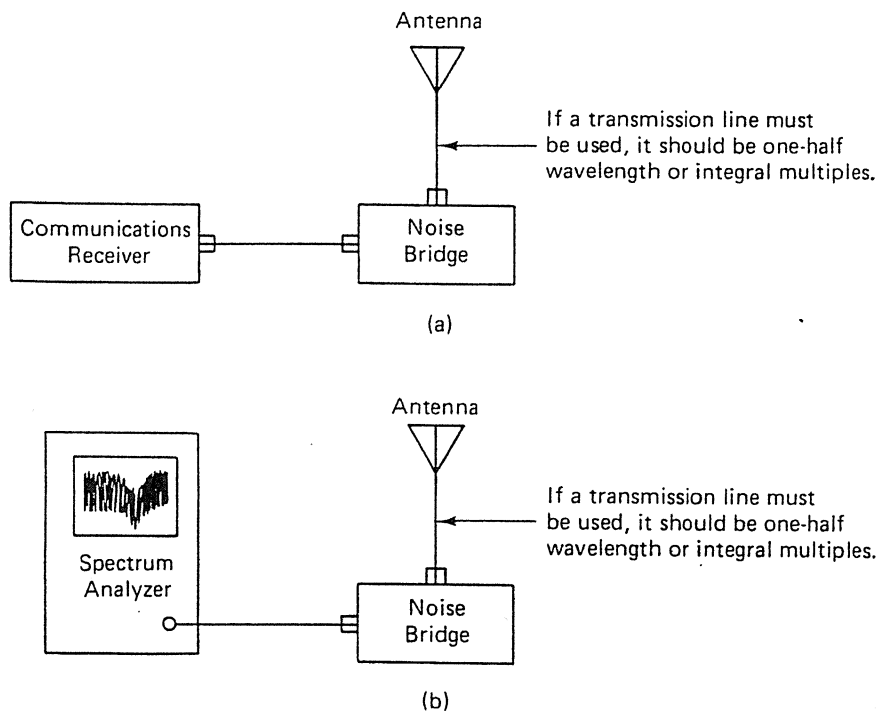 Antenna
If a transmission line must
be used, it should be one-half
wavelength or integral multiples.
Communications
Receiver
Noise
Bridge
(a)
Antenna
If a transmission line must
be used, it should be one-half
wavelength or integral multiples.
Spectrum
Analyzer
Noise
Bridge
(b)